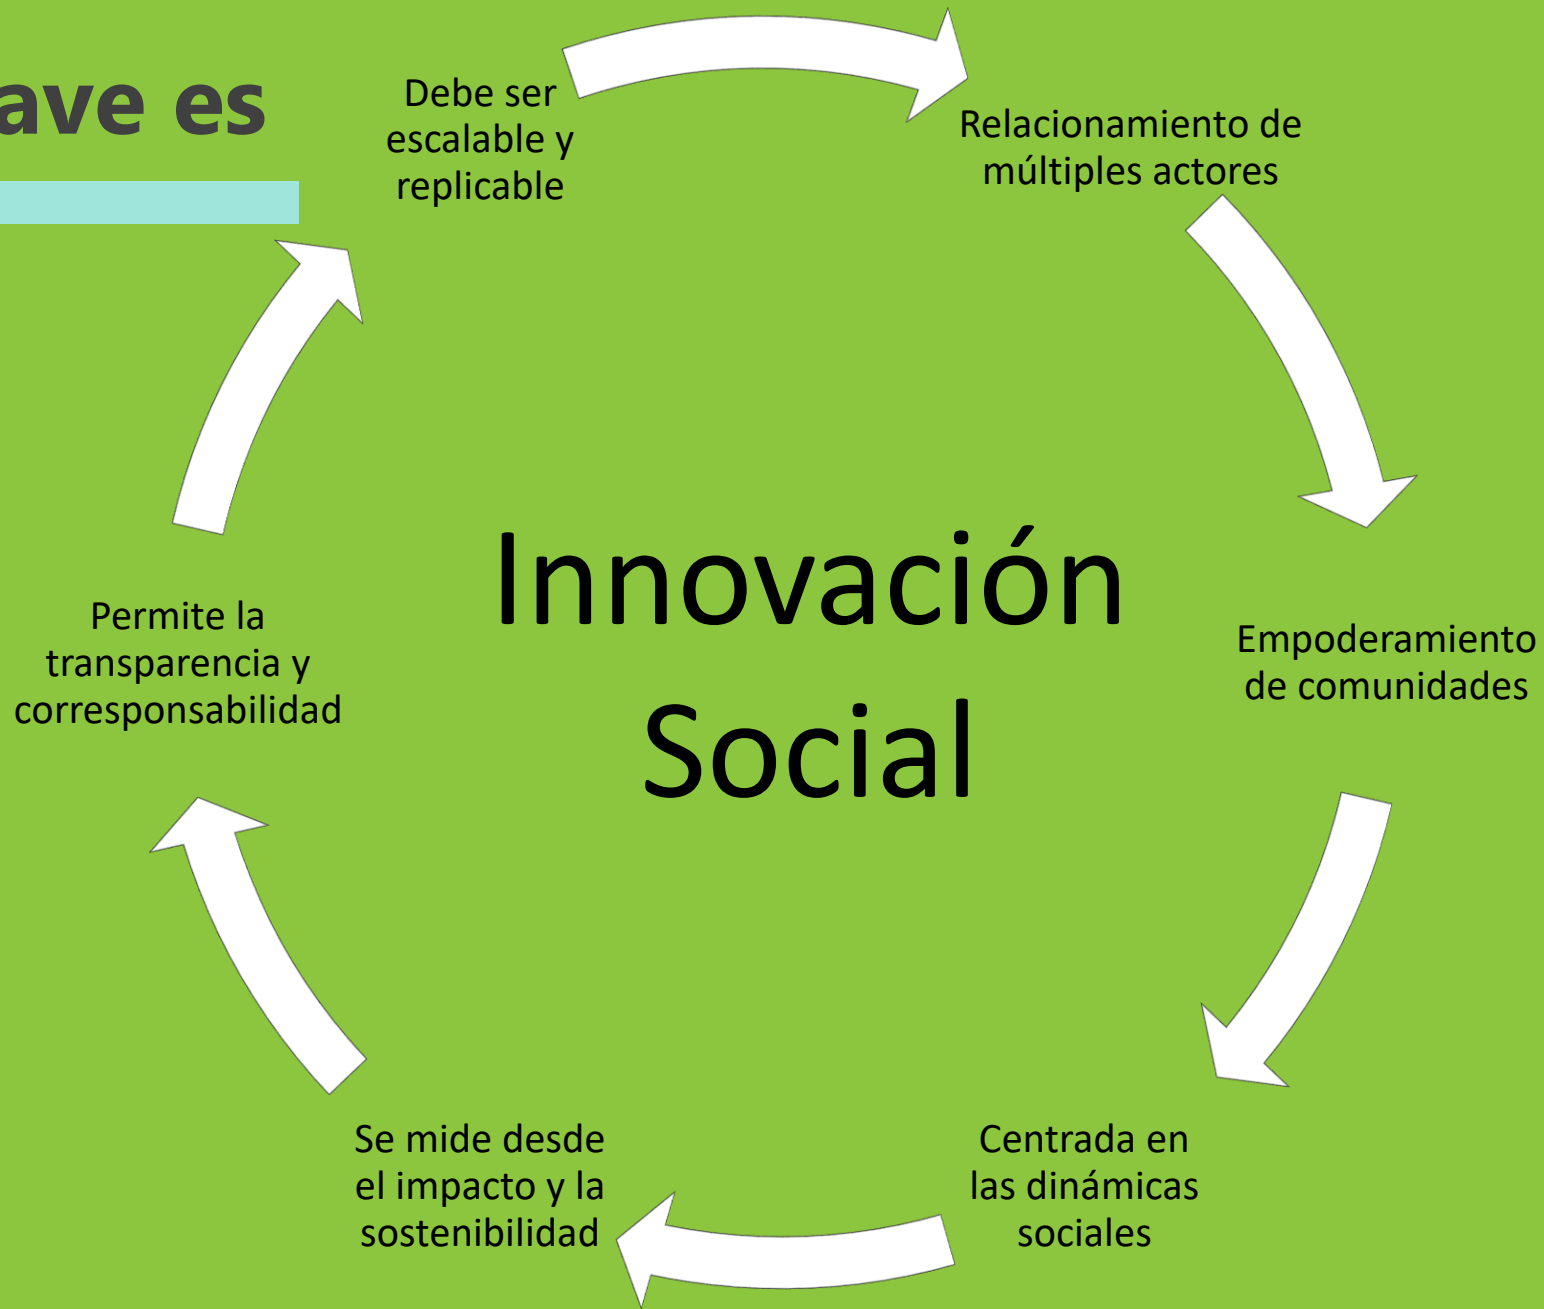 ave es
Debe ser
escalable y
replicable
Relacionamiento de
múltiples actores
Empoderamiento
de comunidades
Centrada en
las dinámicas
sociales
Se mide desde
el impacto y la
sostenibilidad
Permite la
transparencia y
corresponsabilidad
Innovación
Social